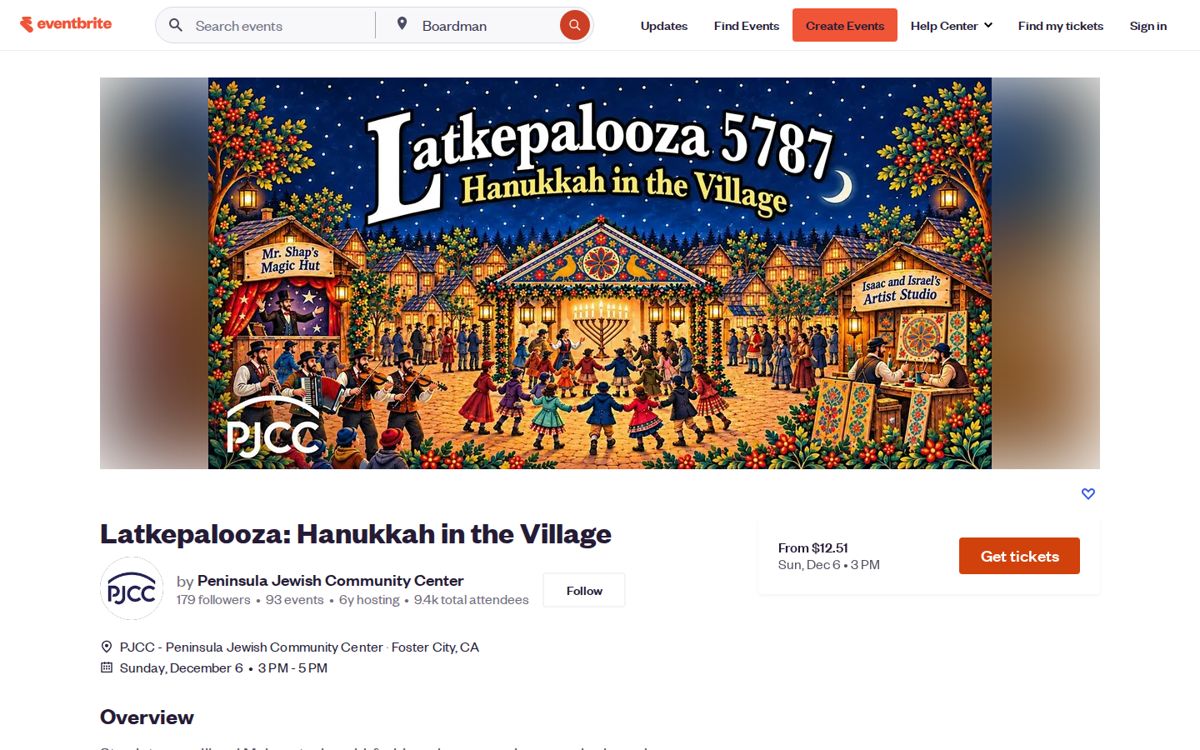 eventbrite
Search events
Boardman
Updates
Find Events
Create Events
Help Center
Find my tickets
Sign in
Latkepalooza 5787
Hanukkah in the Village
Mr. Shap's
Magic Hut
Isaac and Israel's
Artist Studio
PJCC
Latkepalooza: Hanukkah in the Village
From $12.51
Sun, Dec 6 • 3 PM
Get tickets
PJCC
by Peninsula Jewish Community Center
179 followers • 93 events • 6y hosting • 9.4k total attendees
Follow
PJCC - Peninsula Jewish Community Center · Foster City, CA
Sunday, December 6 • 3 PM - 5 PM
Overview